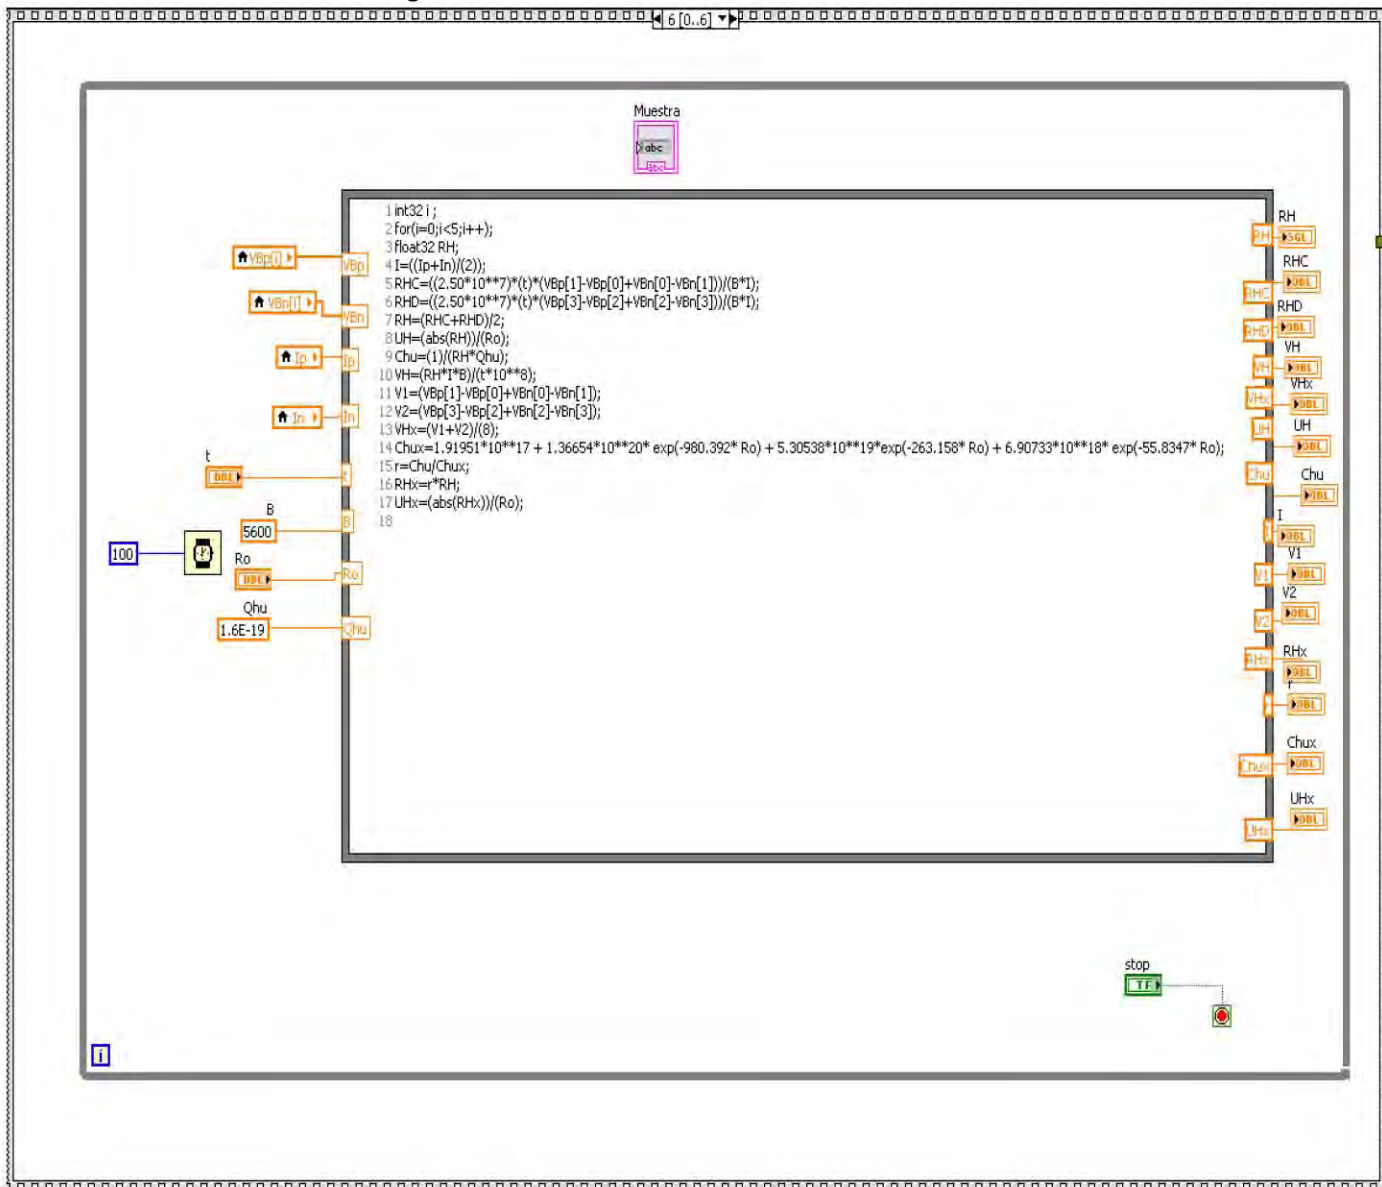 6 [0..6]
Muestra
abc
abc
1 int32 i ;
2 for(i=0;i<5;i++);
3 float32 RH;
4 I=((Ip+In)/(2));
5 RHC=((2.50*10**7)*(t)*(VBp[1]-VBp[0]+VBn[0]-VBn[1]))/(B*I);
6 RHD=((2.50*10**7)*(t)*(VBp[3]-VBp[2]+VBn[2]-VBn[3]))/(B*I);
7 RH=(RHC+RHD)/2;
8 UH=(abs(RH))/(Ro);
9 Chu=(1)/(RH*Qhu);
10 VH=(RH*I*B)/(t*10**8);
11 V1=(VBp[1]-VBp[0]+VBn[0]-VBn[1]);
12 V2=(VBp[3]-VBp[2]+VBn[2]-VBn[3]);
13 VHx=(V1+V2)/(8);
14 Chux=1.91951*10**17 + 1.36654*10**20* exp(-980.392* Ro) + 5.30538*10**19*exp(-263.158* Ro) + 6.90733*10**18* exp(-55.8347* Ro);
15 r=Chu/Chux;
16 RHx=r*RH;
17 UHx=(abs(RHx))/(Ro);
18
VBp[i]
VBp
VBn[i]
VBn
Ip
Ip
In
In
t
DBL
t
B
5600
B
100
Ro
DBL
Ro
Qhu
1.6E-19
Qhu
RH
RH
SGL
RHC
RHC
DBL
RHD
RHD
DBL
VH
VH
DBL
VHx
VHx
DBL
UH
UH
DBL
Chu
Chu
DBL
I
I
DBL
V1
V1
DBL
V2
V2
DBL
RHx
RHx
DBL
r
r
DBL
Chux
Chux
DBL
UHx
UHx
DBL
stop
TF
i